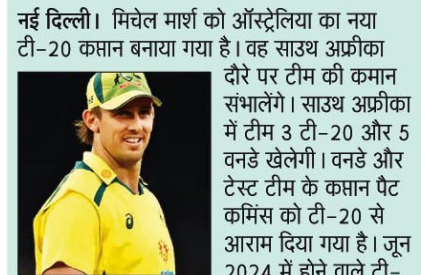 नई दिल्ली। मिचेल मार्श को ऑस्ट्रेलिया का नया
टी-20 कप्तान बनाया गया है। वह साउथ अफ्रीका
दौरे पर टीम की कमान
संभालेंगे। साउथ अफ्रीका
में टीम 3 टी-20 और 5
वनडे खेलेगी। वनडे और
टेस्ट टीम के कप्तान पैट
कमिंस को टी-20 से
आराम दिया गया है। जून
2024 में होने वाले टी-